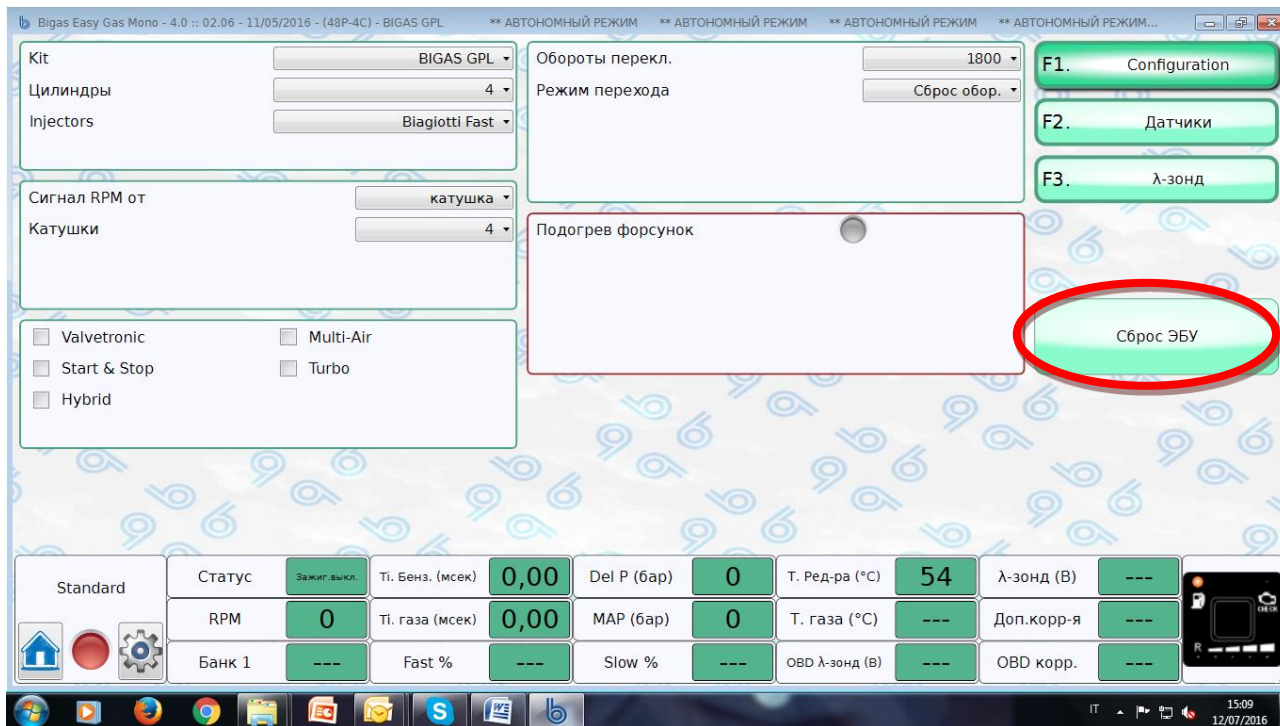 Bigas Easy Gas Mono - 4.0 :: 02.06 - 11/05/2016 - (48P-4C) - BIGAS GPL ** АВТОНОМНЫЙ РЕЖИМ ** АВТОНОМНЫЙ РЕЖИМ ** АВТОНОМНЫЙ РЕЖИМ ** АВТОНОМНЫЙ РЕЖИМ...
Kit BIGAS GPL
Цилиндры 4
Injectors Biagiotti Fast
Сигнал RPM от катушка
Катушки 4
Valvetronic Multi-Air
Start & Stop Turbo
Hybrid
Обороты перекл. 1800
Режим перехода Сброс обор.
Подогрев форсунок
F1. Configuration
F2. Датчики
F3. λ-зонд
Сброс ЭБУ
Standard
Статус Зажиг.выкл. Ti. Бенз. (мсек) 0,00 Del P (бар) 0 Т. Ред-ра (°C) 54 λ-зонд (В) ---
RPM 0 Ti. газа (мсек) 0,00 MAP (бар) 0 Т. газа (°C) --- Доп.корр-я ---
Банк 1 --- Fast % --- Slow % --- OBD λ-зонд (В) --- OBD корр. ---
CHECK
R
IT 15:09
12/07/2016